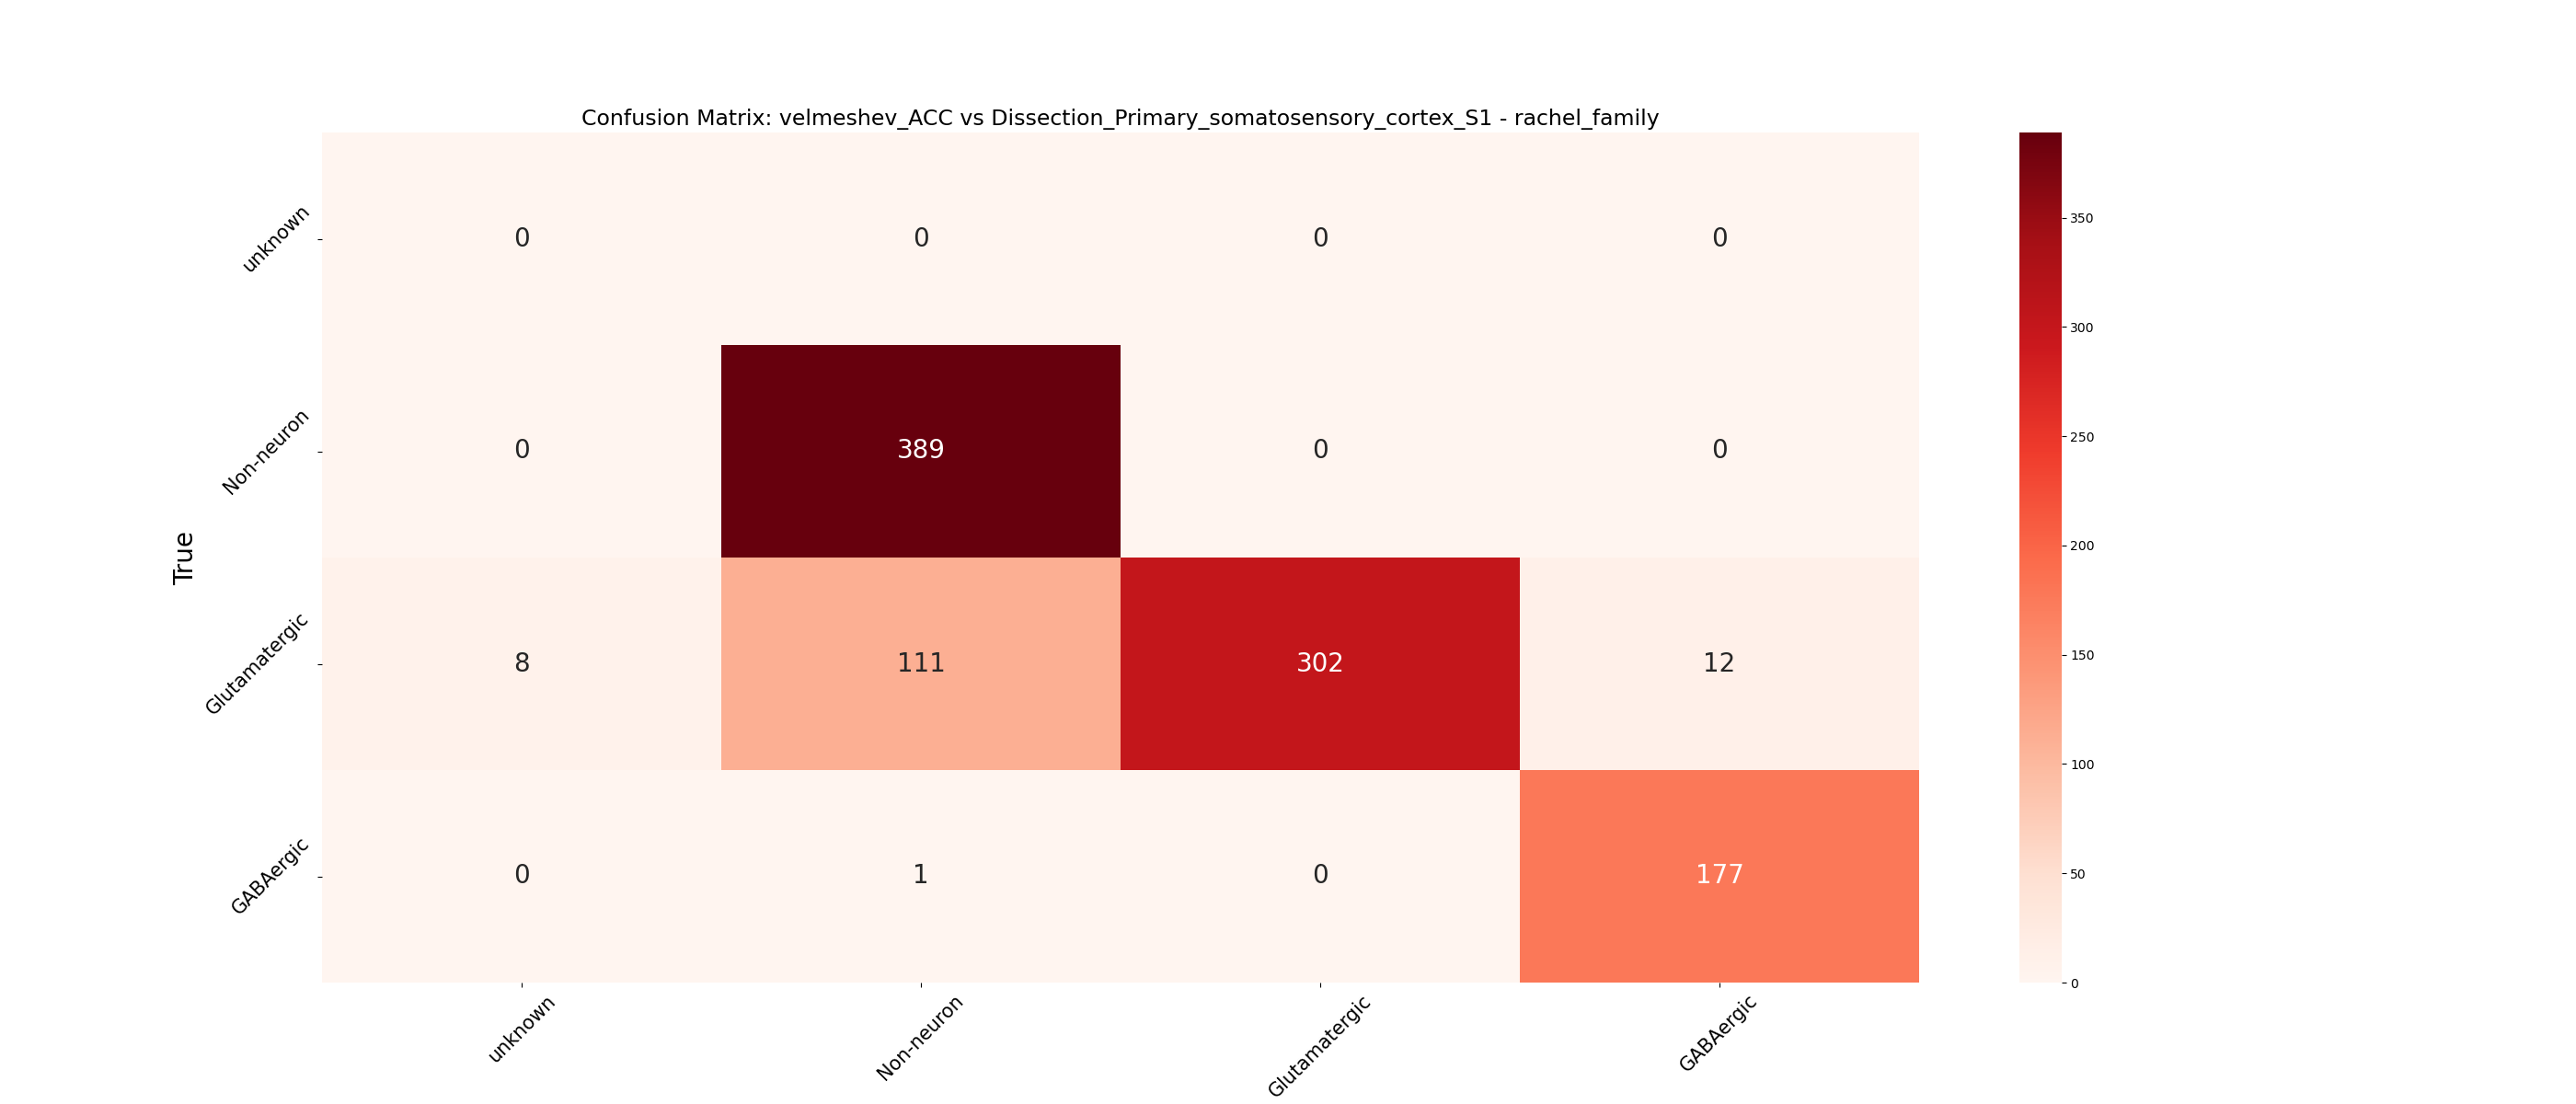 Confusion Matrix: velmeshev_ACC vs Dissection_Primary_somatosensory_cortex_S1 - rachel_family
True
unknown
0 0 0 0
Non-neuron
0 389 0 0
Glutamatergic
8 111 302 12
GABAergic
0 1 0 177
unknown Non-neuron Glutamatergic GABAergic
350
300
250
200
150
100
50
0